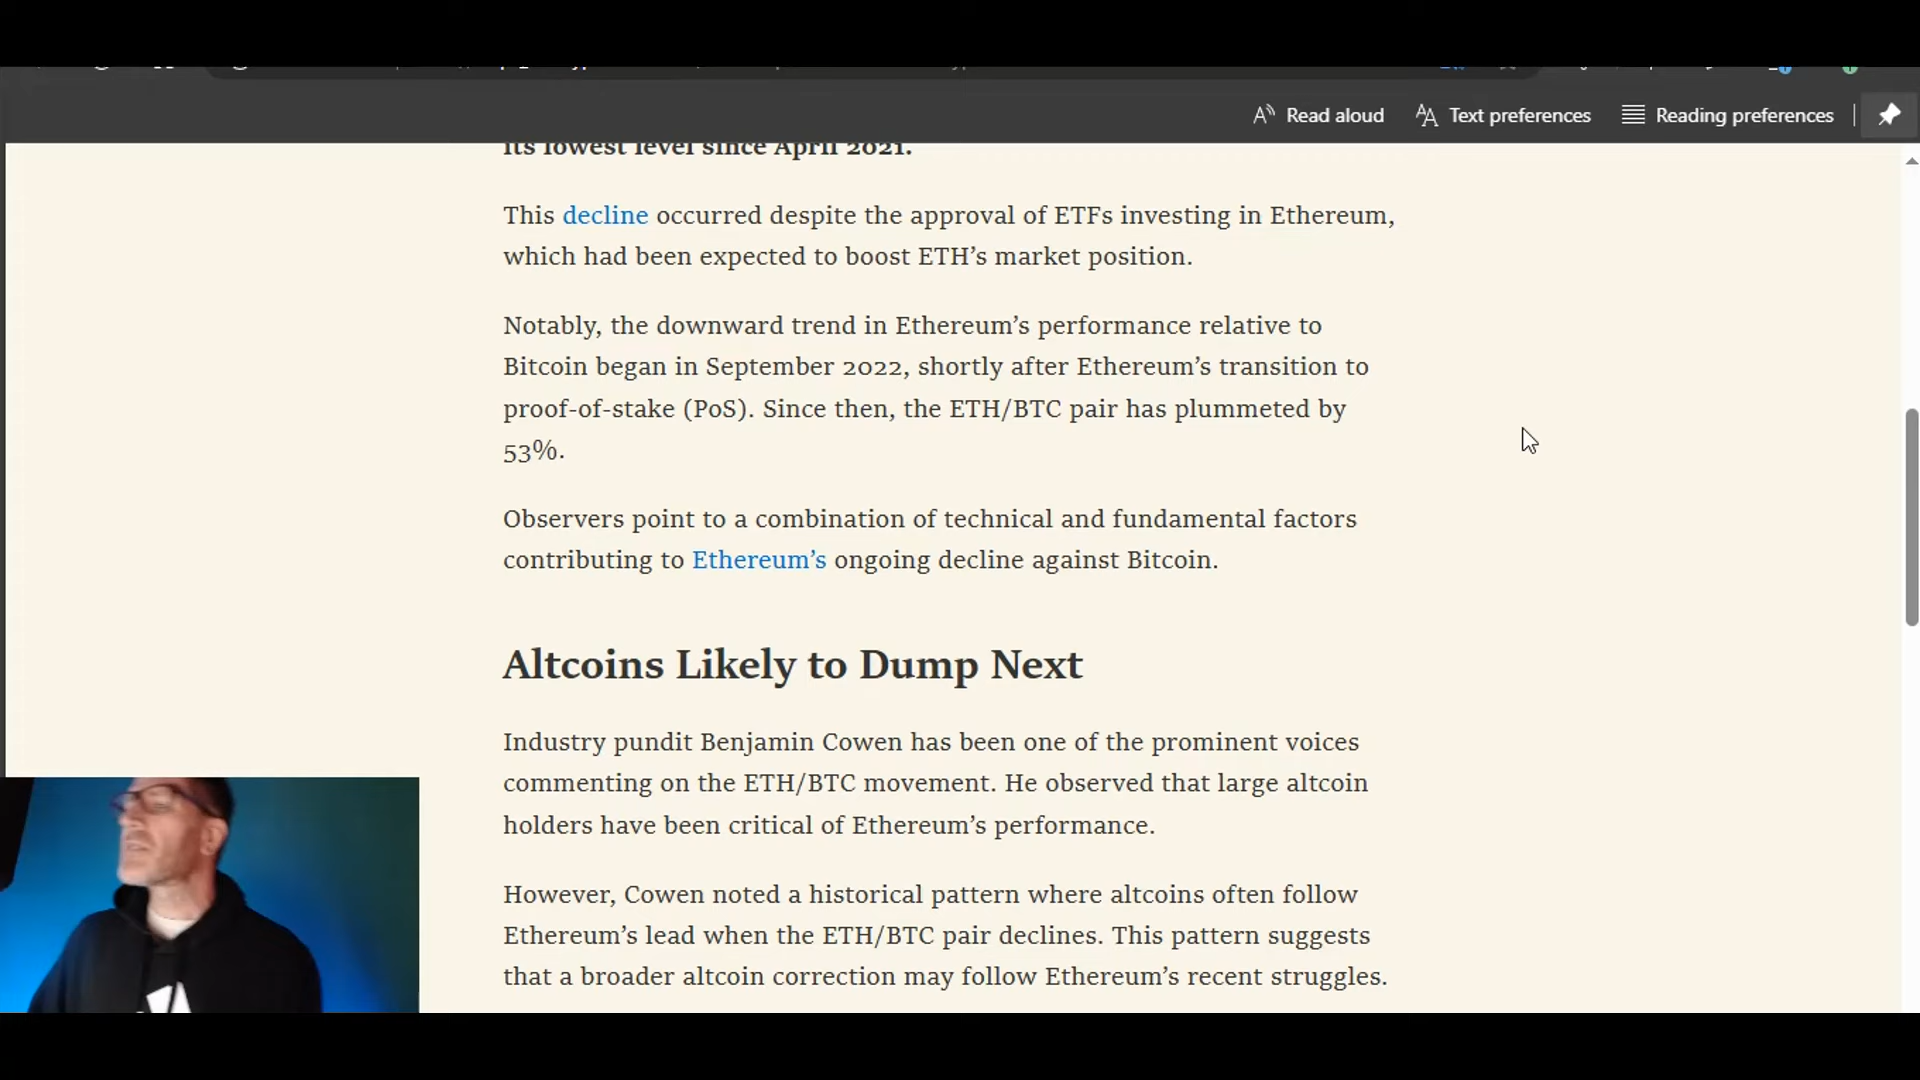 Read aloud
Text preferences
Reading preferences
its lowest level since April 2021.
This decline occurred despite the approval of ETFs investing in Ethereum,
which had been expected to boost ETH’s market position.
Notably, the downward trend in Ethereum’s performance relative to
Bitcoin began in September 2022, shortly after Ethereum’s transition to
proof-of-stake (PoS). Since then, the ETH/BTC pair has plummeted by
53%.
Observers point to a combination of technical and fundamental factors
contributing to Ethereum’s ongoing decline against Bitcoin.
Altcoins Likely to Dump Next
Industry pundit Benjamin Cowen has been one of the prominent voices
commenting on the ETH/BTC movement. He observed that large altcoin
holders have been critical of Ethereum’s performance.
However, Cowen noted a historical pattern where altcoins often follow
Ethereum’s lead when the ETH/BTC pair declines. This pattern suggests
that a broader altcoin correction may follow Ethereum’s recent struggles.